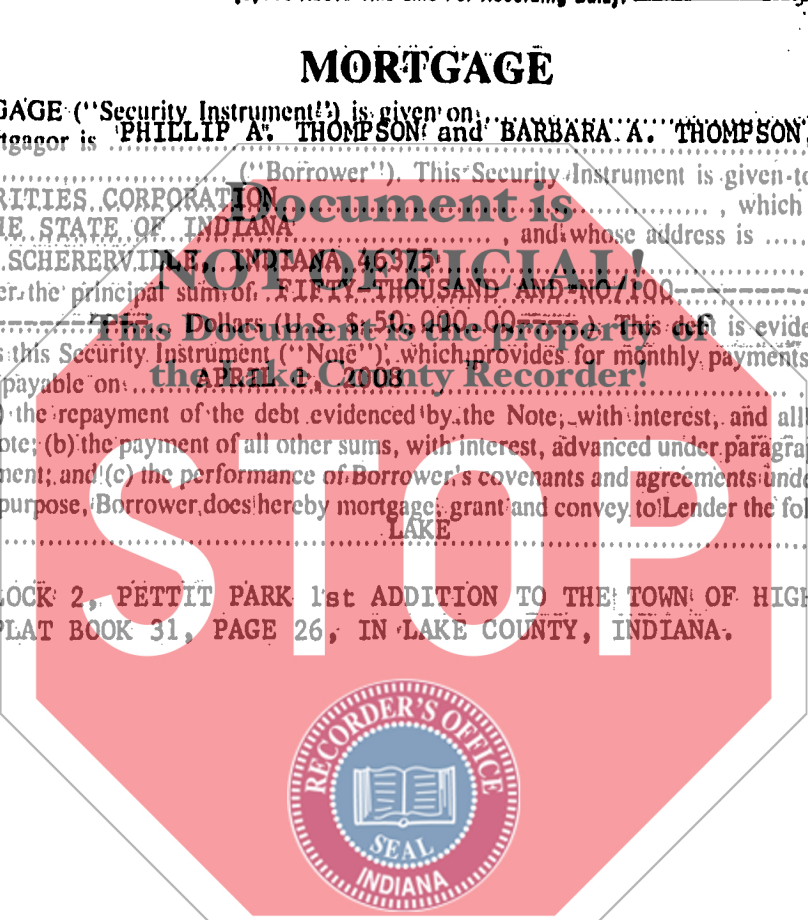 MORTGAGE
GAGE ("Security Instrument") is given on
tgagor is PHILLIP A. THOMPSON and BARBARA A. THOMPSON,
("Borrower"). This Security Instrument is given to
RITIES CORPORATION , which
HE STATE OF INDIANA , and whose address is
SCHERERVILLE, INDIANA 46375
er the principal sum of FIFTY THOUSAND AND NO/100
Dollars (U.S. $ 50,000.00 ). This debt is evide
s this Security Instrument ("Note"), which provides for monthly payments
payable on APRIL 1, 2008
) the repayment of the debt evidenced by the Note, with interest, and all
ote; (b) the payment of all other sums, with interest, advanced under paragra
ment; and (c) the performance of Borrower's covenants and agreements unde
purpose, Borrower does hereby mortgage, grant and convey to Lender the fol
LAKE
LOCK 2, PETTIT PARK 1st ADDITION TO THE TOWN OF HIGH
PLAT BOOK 31, PAGE 26, IN LAKE COUNTY, INDIANA.
Document is
NOT OFFICIAL!
This Document is the property of
the Lake County Recorder!
STOP
RECORDER'S OFFICE
SEAL
INDIANA